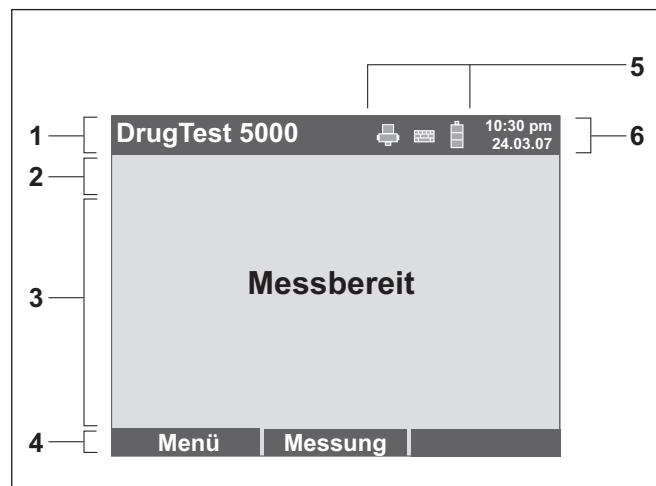 5
1
DrugTest 5000
10:30 pm
24.03.07
6
2
3
Messbereit
4
Menü
Messung